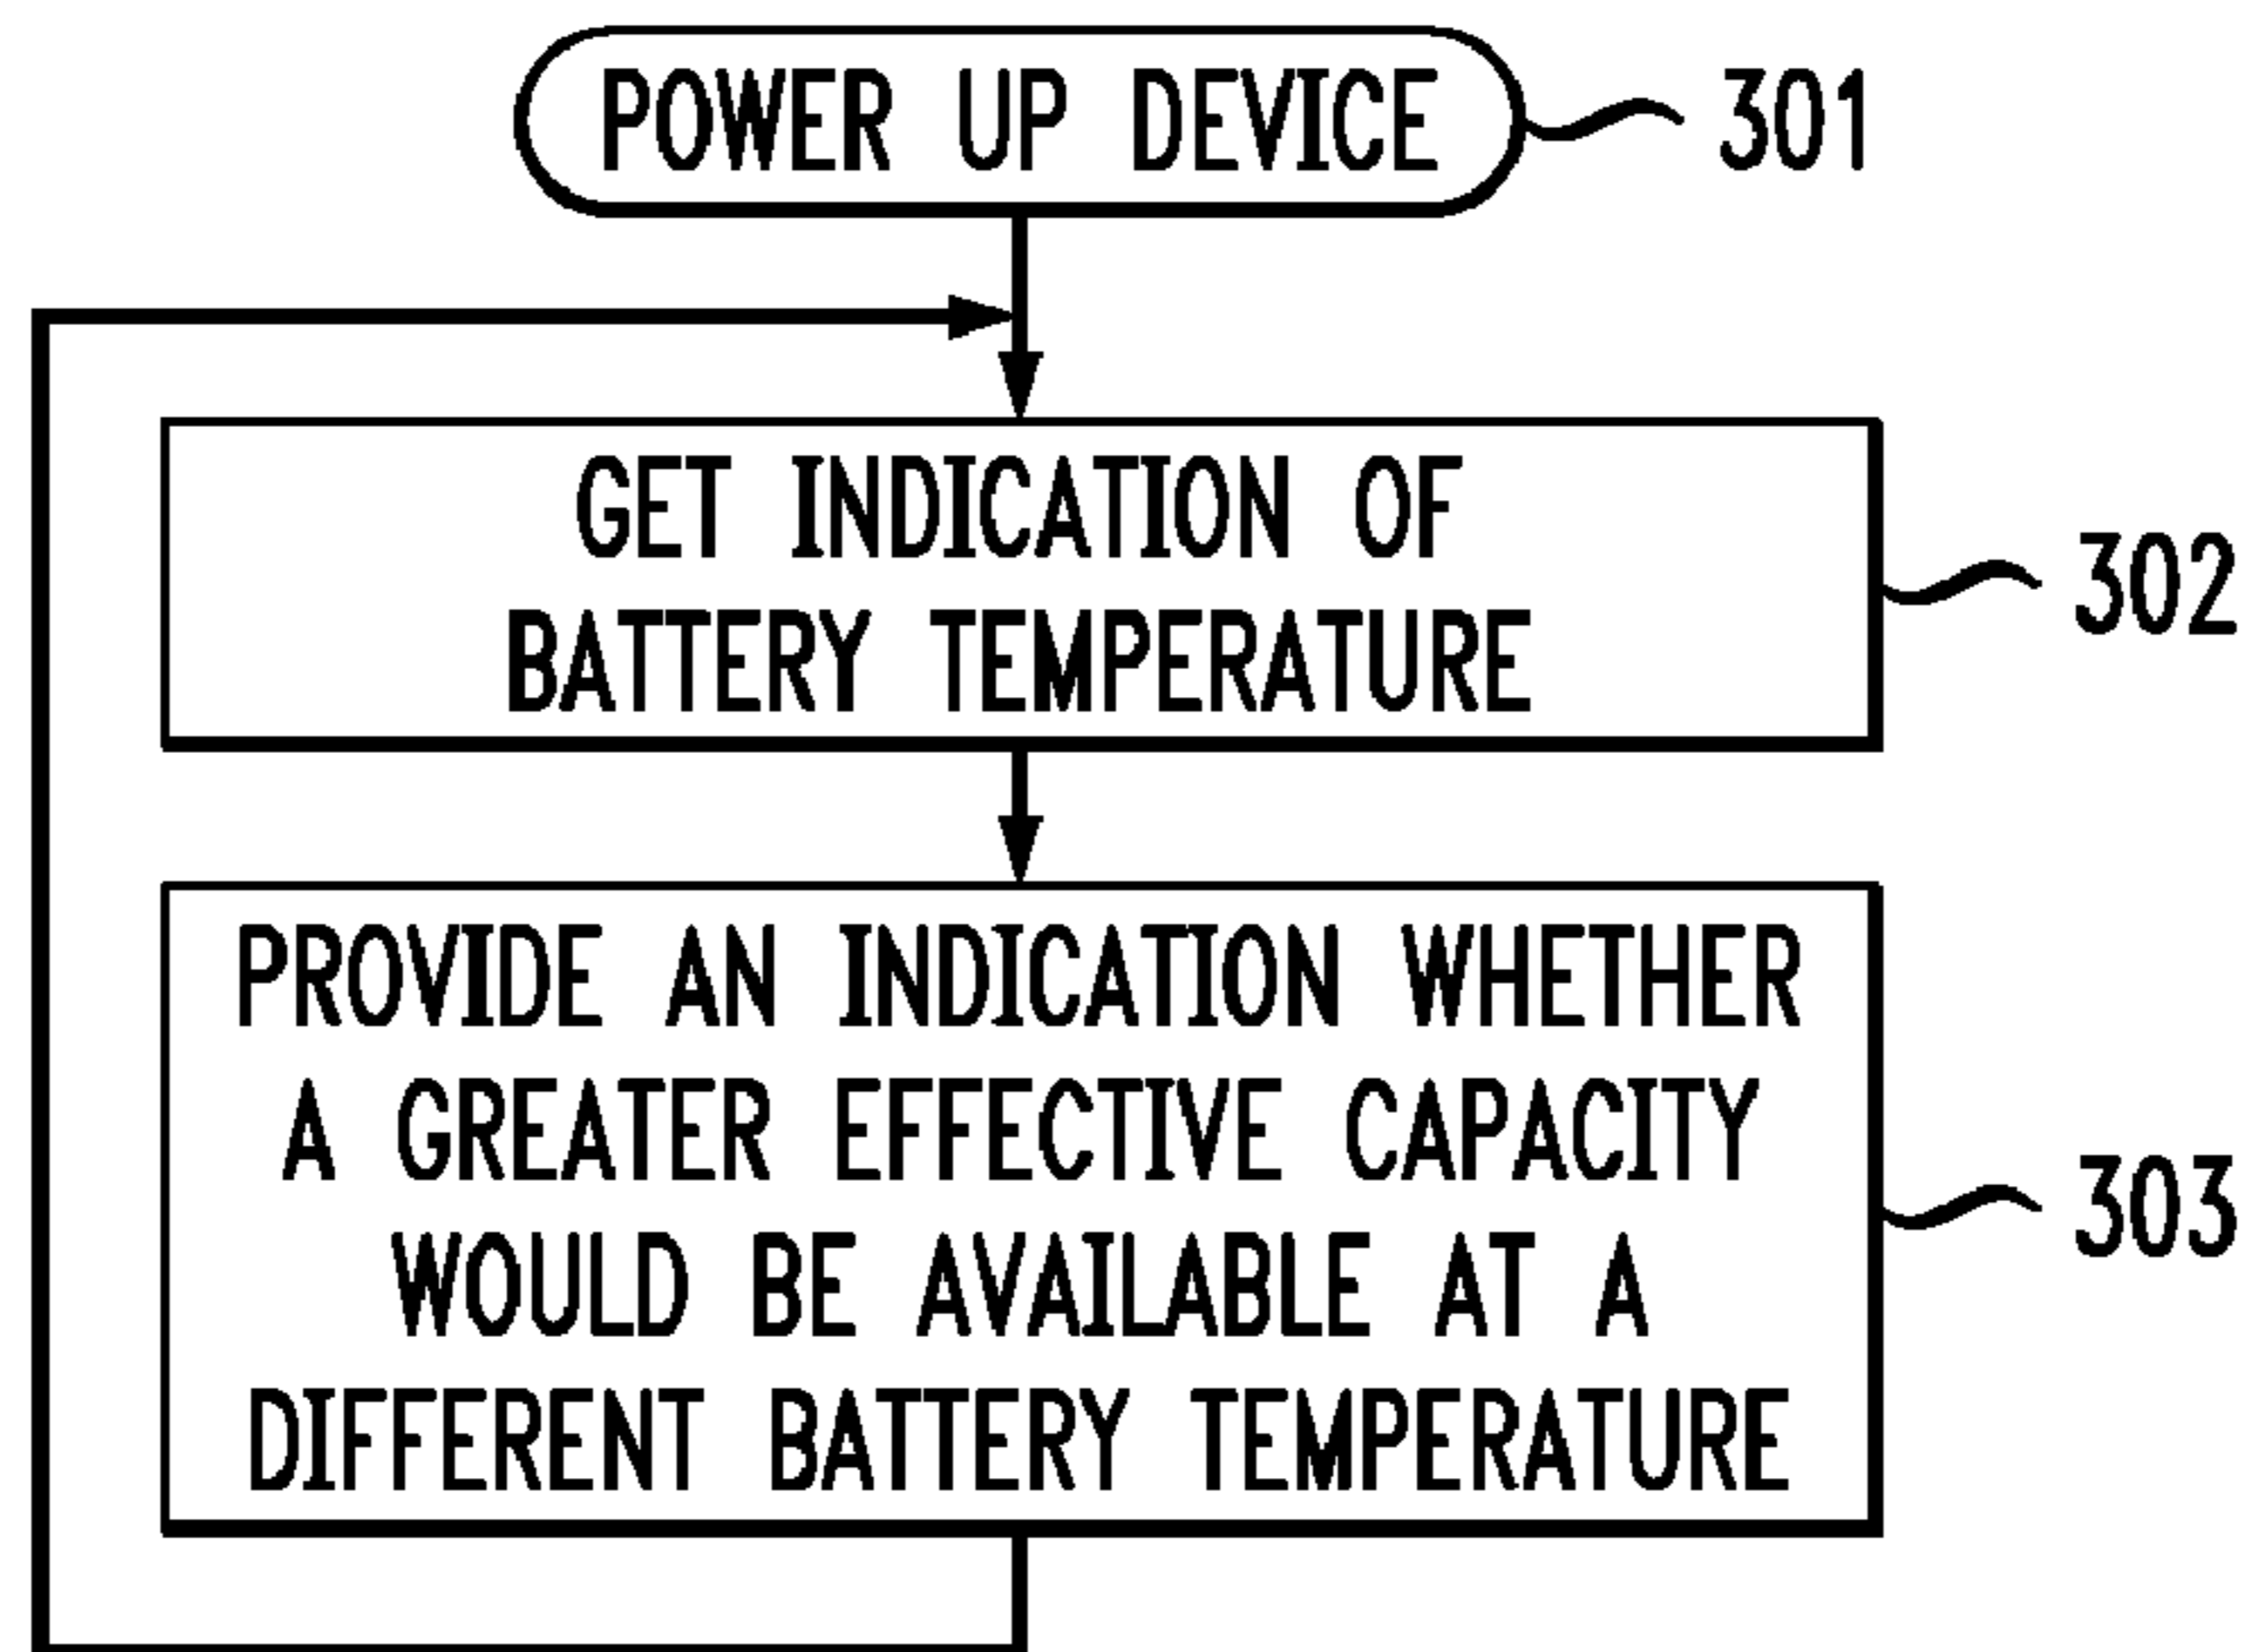 POWER UP DEVICE
301
GET INDICATION OF
BATTERY TEMPERATURE
302
PROVIDE AN INDICATION WHETHER
A GREATER EFFECTIVE CAPACITY
WOULD BE AVAILABLE AT A
DIFFERENT BATTERY TEMPERATURE
303